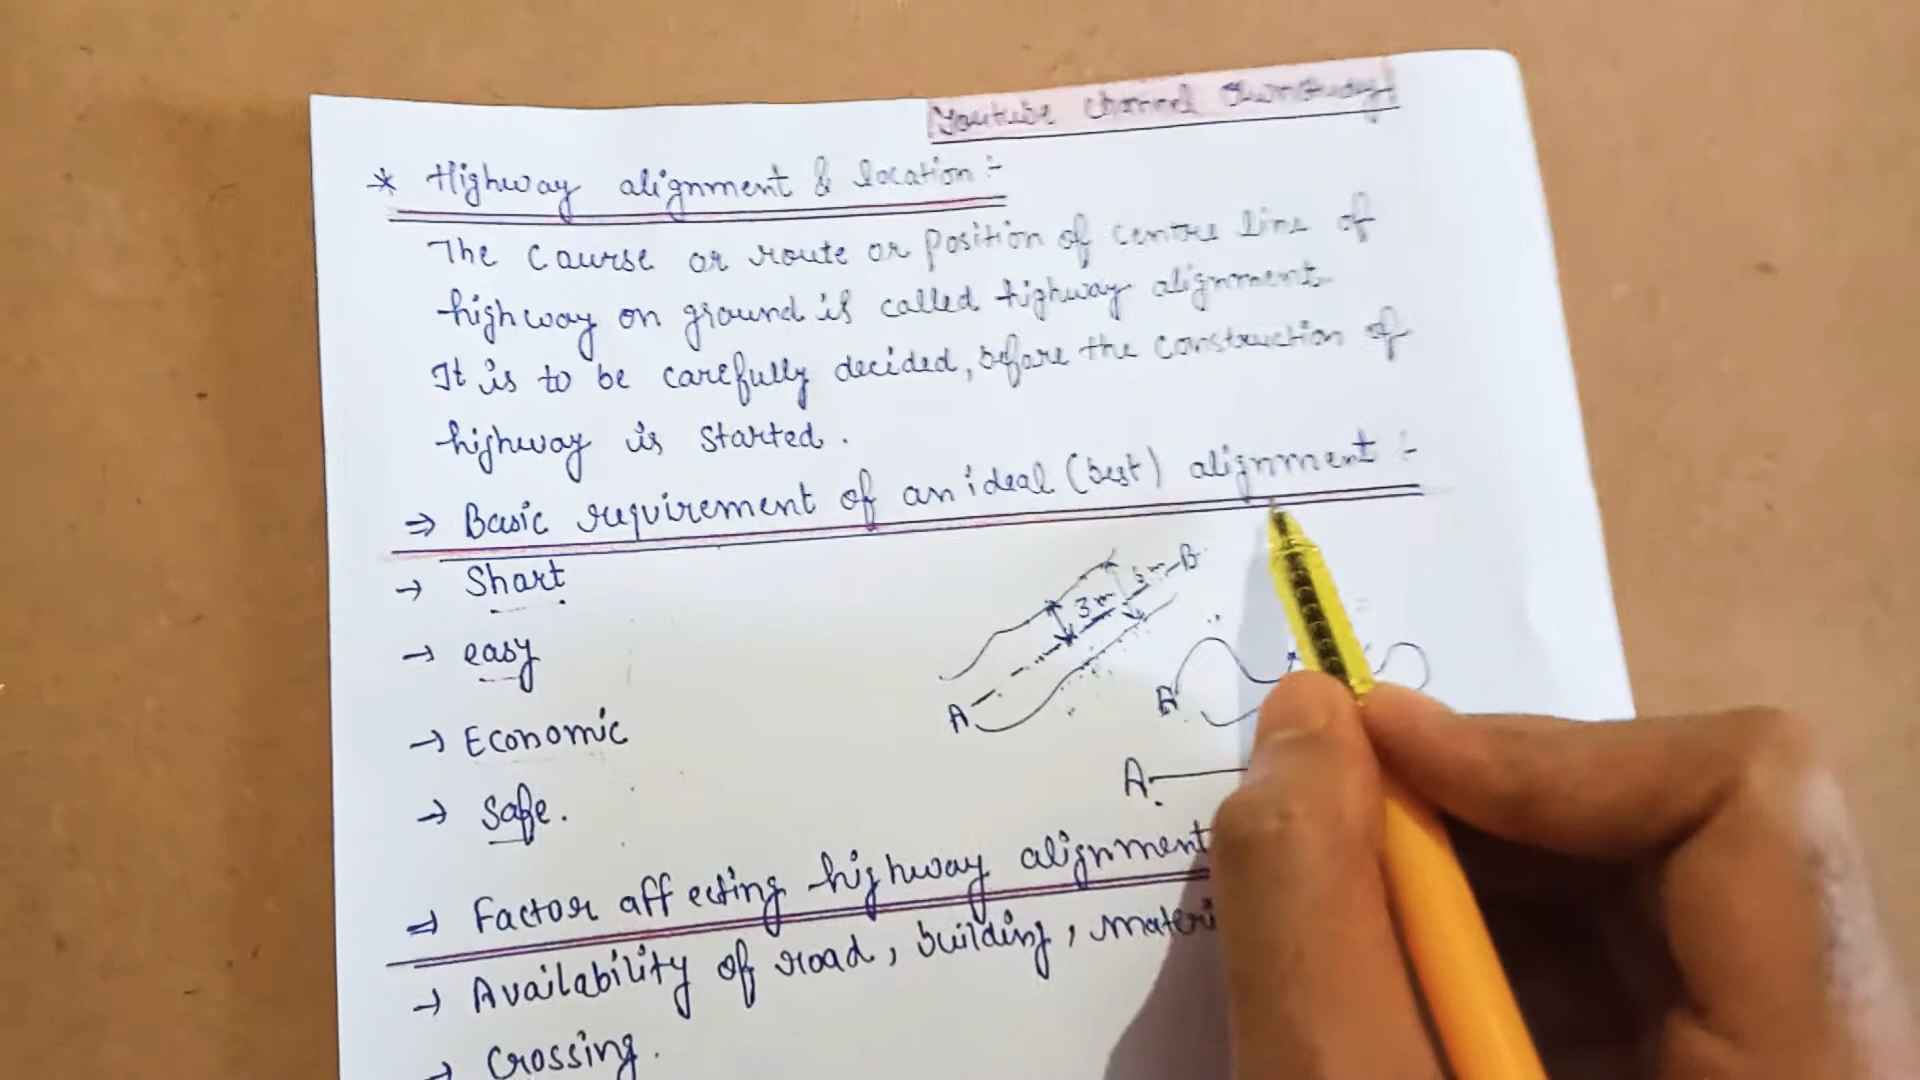 Youtube channel Ownstudy
* Highway alignment & location :-
The Course or route or position of centre line of
highway on ground is called highway alignment.
It is to be carefully decided, before the construction of
highway is started.
⇒ Basic requirement of an ideal (best) alignment :-
→ Short
→ easy
→ Economic
→ Safe.
3m
B
A
A
A
⇒ Factor affecting highway alignment
→ Availability of road, building, materi
→ Crossing.